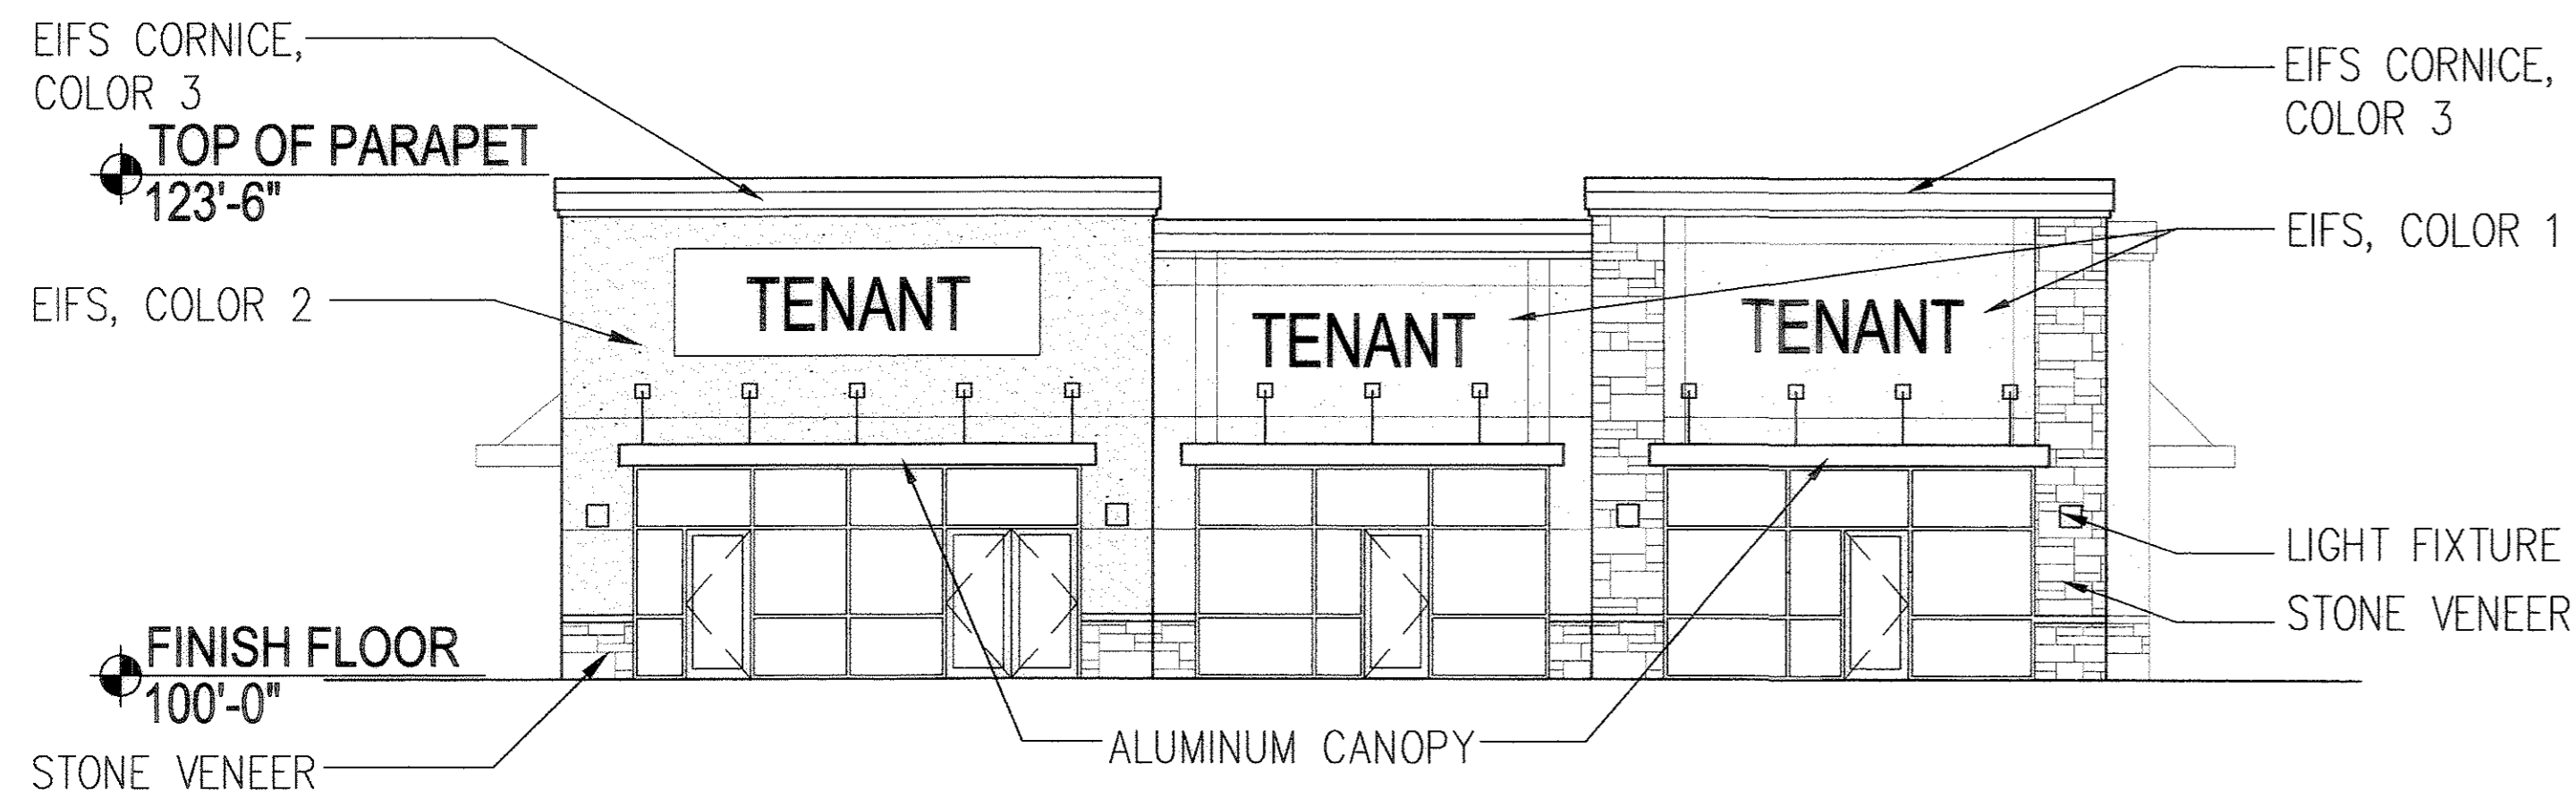 EIFS CORNICE,
COLOR 3
TOP OF PARAPET
123'-6"
EIFS, COLOR 2
FINISH FLOOR
100'-0"
STONE VENEER
TENANT
TENANT
TENANT
ALUMINUM CANOPY
EIFS CORNICE,
COLOR 3
EIFS, COLOR 1
LIGHT FIXTURE
STONE VENEER